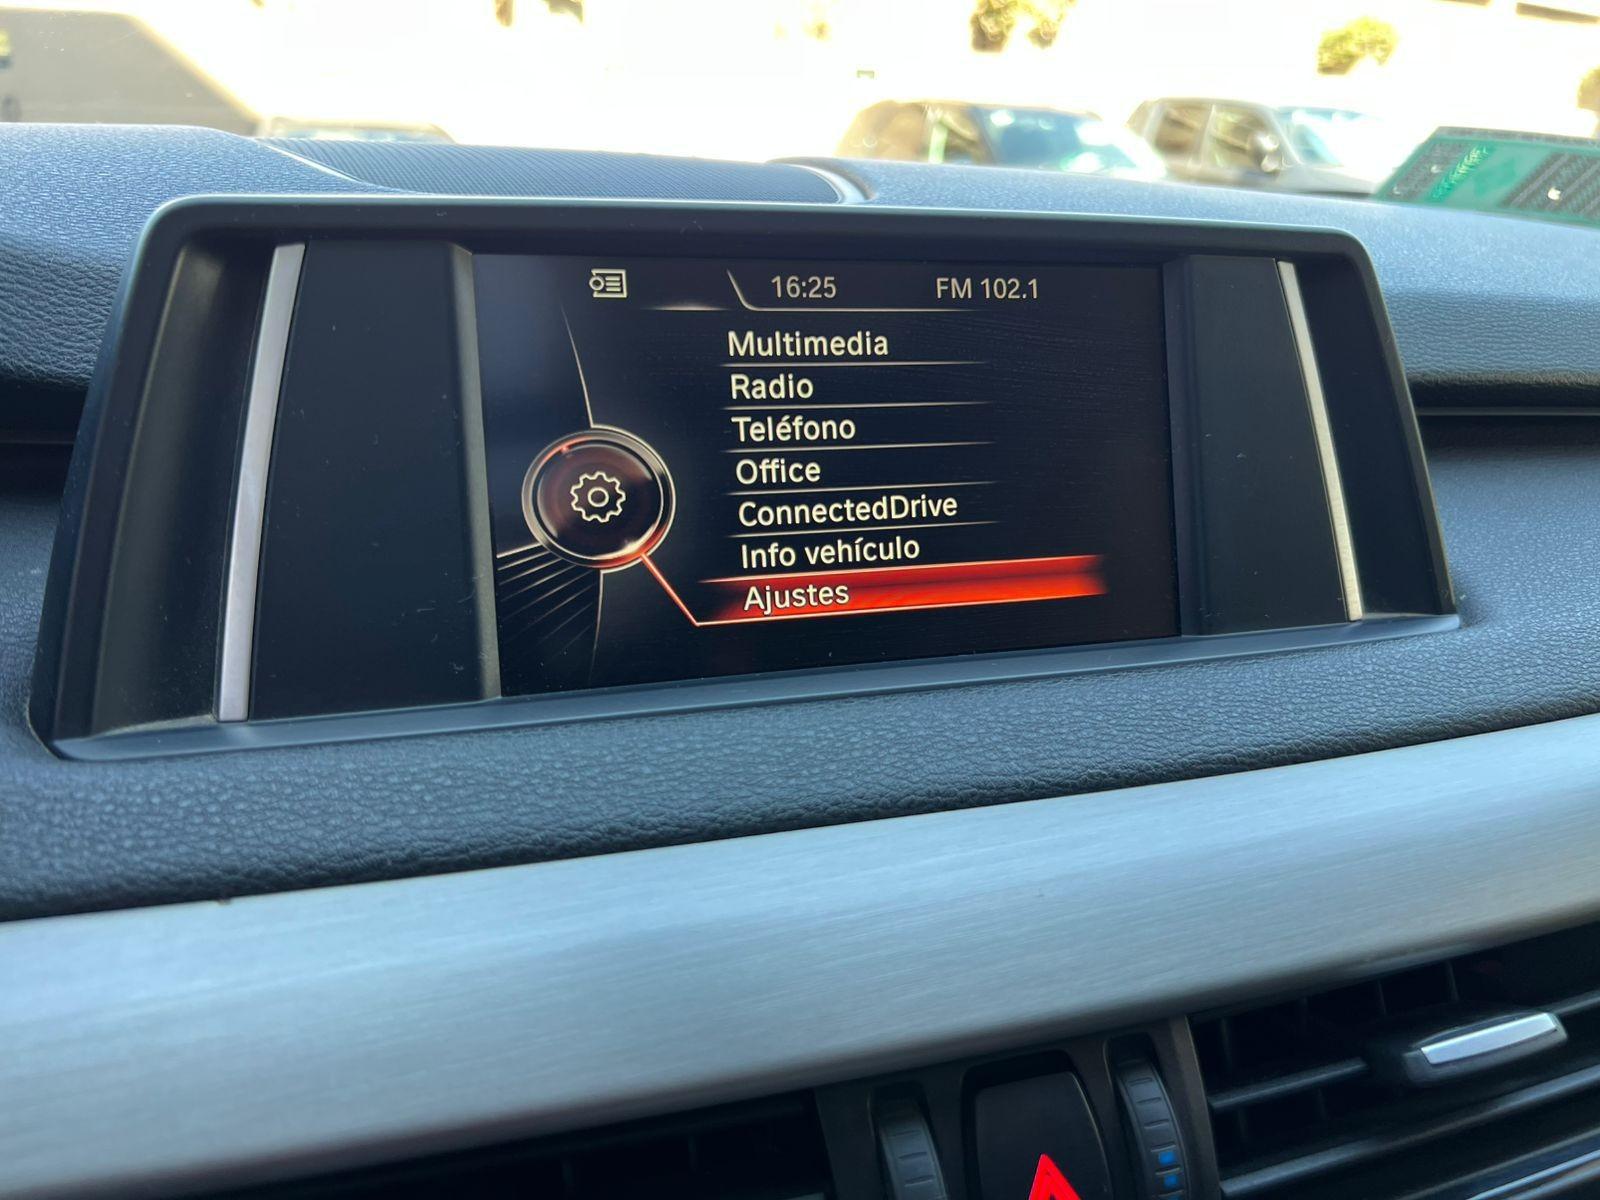 16:25 FM 102.1
Multimedia
Radio
Teléfono
Office
ConnectedDrive
Info vehículo
Ajustes